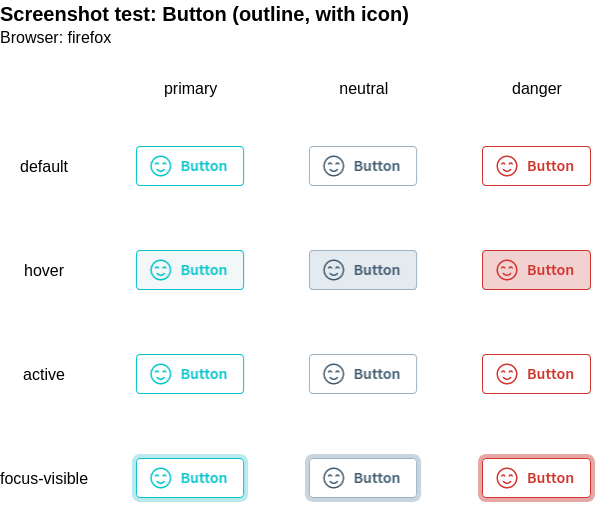 Screenshot test: Button (outline, with icon)
Browser: firefox
primary neutral danger
default Button Button Button
hover Button Button Button
active Button Button Button
focus-visible Button Button Button